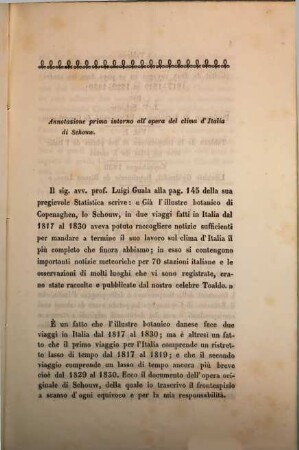 Annotazione prima intorno all'opera del clima d'Italia
di Schouw.
Il sig. avv. prof. Luigi Guala alla pag. 145 della sua
pregievole Statistica scrive: « Già l'illustre botanico di
Copenaghen, lo Schouw, in due viaggi fatti in Italia dal
1817 al 1830 aveva potuto raccogliere notizie sufficienti
per mandare a termine il suo lavoro sul clima d'Italia il
più completo che finora abbiamo; in esso si contengono
importanti notizie meteoriche per 70 stazioni italiane e le
osservazioni di molti luoghi che vi sono registrate, era-
no state raccolte e pubblicate dal nostro celebre Toaldo. »
È un fatto che l'illustre botanico danese fece due
viaggi in Italia dal 1817 al 1830; ma è altresì un fat-
to che il primo viaggio per l'Italia comprende un ristret-
to lasso di tempo dal 1817 al 1819; e che il secondo
viaggio comprende un lasso di tempo ancora più breve
cioè dal 1829 al 1830. Ecco il documento dell'opera ori-
ginale di Schouw, della quale io trascrivo il frontespizio
a scanso d'ogni equivoco e per la mia responsabilità.